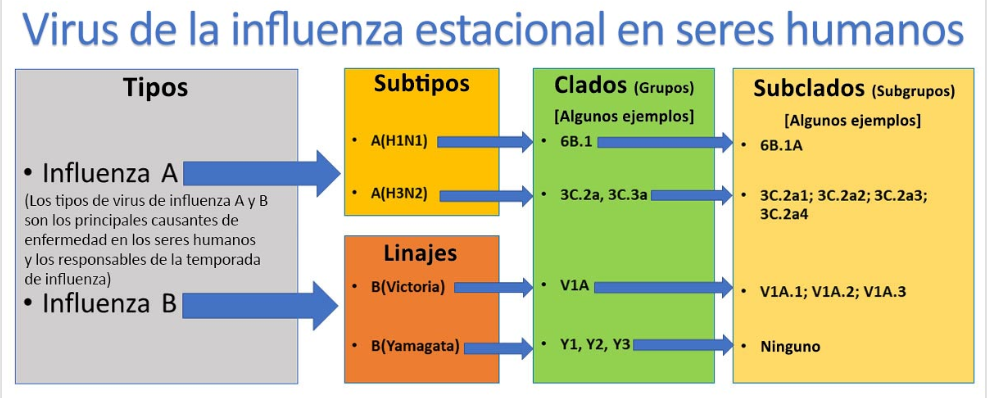 Virus de la influenza estacional en seres humanos
Tipos
• Influenza A
(Los tipos de virus de influenza A y B
son los principales causantes de
enfermedad en los seres humanos
y los responsables de la temporada
de influenza)
• Influenza B
Subtipos
• A(H1N1)
• A(H3N2)
Linajes
• B(Victoria)
• B(Yamagata)
Clados (Grupos)
[Algunos ejemplos]
• 6B.1
• 3C.2a, 3C.3a
• V1A
• Y1, Y2, Y3
Subclados (Subgrupos)
[Algunos ejemplos]
• 6B.1A
• 3C.2a1; 3C.2a2; 3C.2a3;
3C.2a4
• V1A.1; V1A.2; V1A.3
• Ninguno